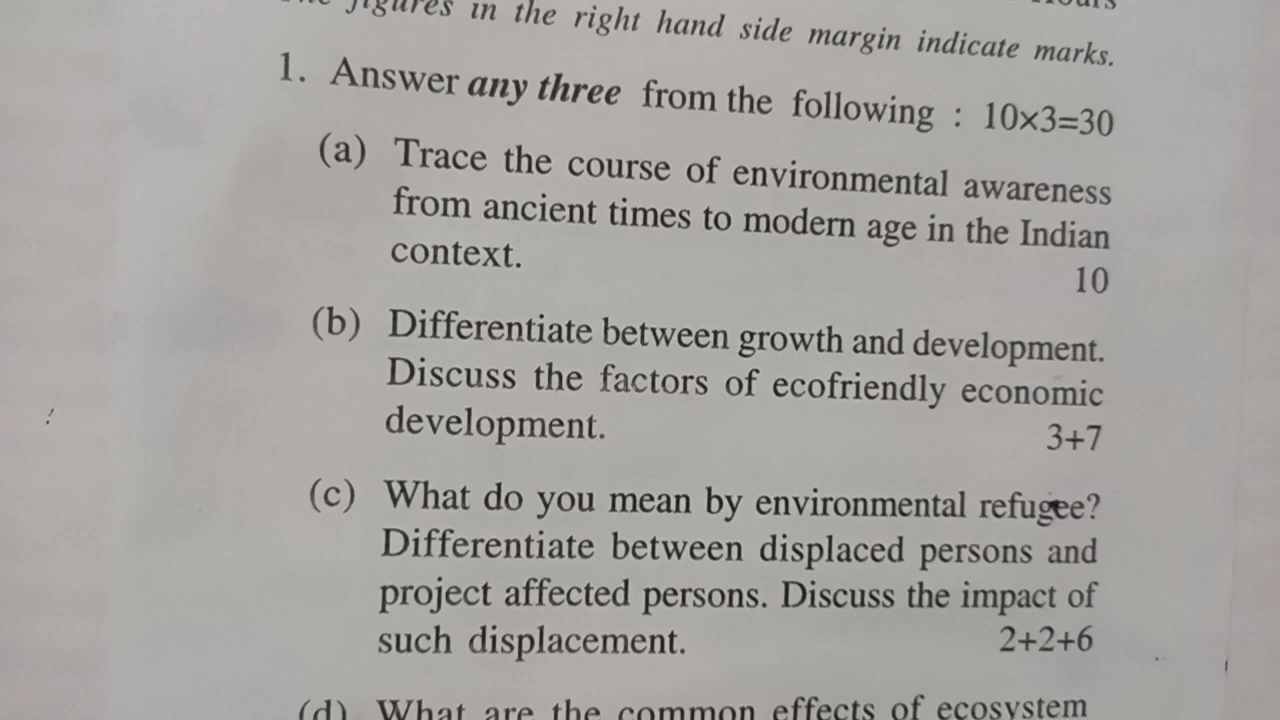 figures in the right hand side margin indicate marks.
1. Answer any three from the following : 10×3=30
(a) Trace the course of environmental awareness
from ancient times to modern age in the Indian
context. 10
(b) Differentiate between growth and development.
Discuss the factors of ecofriendly economic
development. 3+7
(c) What do you mean by environmental refugee?
Differentiate between displaced persons and
project affected persons. Discuss the impact of
such displacement. 2+2+6
(d) What are the common effects of ecosystem